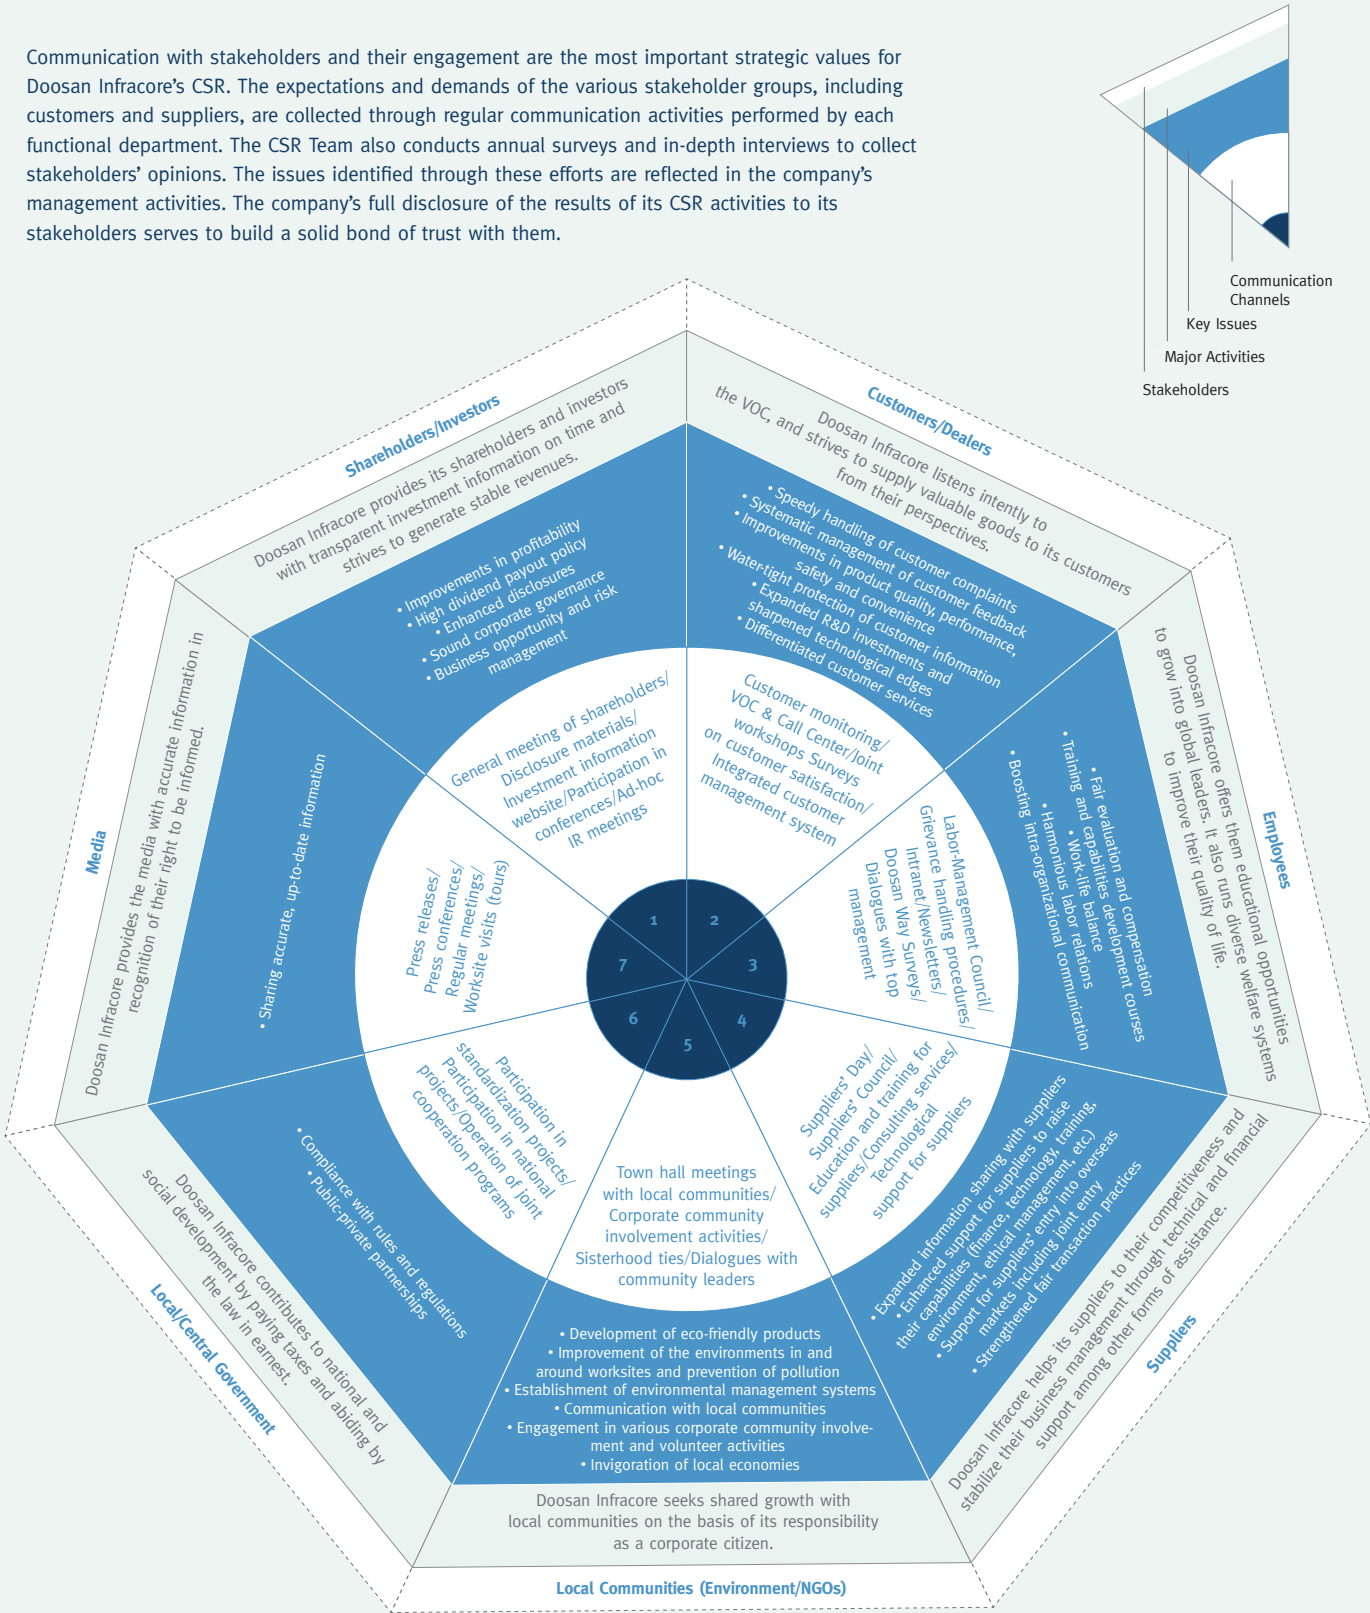 Communication with stakeholders and their engagement are the most important strategic values for
Doosan Infracore’s CSR. The expectations and demands of the various stakeholder groups, including
customers and suppliers, are collected through regular communication activities performed by each
functional department. The CSR Team also conducts annual surveys and in-depth interviews to collect
stakeholders’ opinions. The issues identified through these efforts are reflected in the company’s
management activities. The company’s full disclosure of the results of its CSR activities to its
stakeholders serves to build a solid bond of trust with them.
Communication
Channels
Key Issues
Major Activities
Stakeholders
Shareholders/Investors
Doosan Infracore provides its shareholders and investors
with transparent investment information on time and
strives to generate stable revenues.
• Improvements in profitability
• High dividend payout policy
• Enhanced disclosures
• Sound corporate governance
• Business opportunity and risk
management
General meeting of shareholders/
Disclosure materials/
Investment information
website/Participation in
conferences/Ad-hoc
IR meetings
1
Customers/Dealers
Doosan Infracore listens intently to
the VOC, and strives to supply valuable goods to its customers
from their perspectives.
• Speedy handling of customer complaints
• Systematic management of customer feedback
• Improvements in product quality, performance,
safety and convenience
• Water-tight protection of customer information
• Expanded R&D investments and
sharpened technological edges
• Differentiated customer services
Customer monitoring/
VOC & Call Center/Joint
workshops Surveys
on customer satisfaction/
Integrated customer
management system
2
Employees
Doosan Infracore offers them educational opportunities
to grow into global leaders. It also runs diverse welfare systems
to improve their quality of life.
• Fair evaluation and compensation
• Training and capabilities development courses
• Work-life balance
• Harmonious labor relations
• Boosting intra-organizational communication
Labor-Management Council/
Grievance handling procedures/
Intranet/Newsletters/
Doosan Way Surveys/
Dialogues with top
management
3
Suppliers' Day/
Suppliers' Council/
Education and training for
suppliers/Consulting services/
Technological
support for suppliers
4
• Expanded information sharing with suppliers
• Enhanced support for suppliers to raise
their capabilities (finance, technology, training,
environment, ethical management, etc.)
• Support for suppliers' entry into overseas
markets including joint entry
• Strengthened fair transaction practices
Doosan Infracore helps its suppliers to their competitiveness and
stabilize their business management through technical and financial
support among other forms of assistance.
Suppliers
5
Town hall meetings
with local communities/
Corporate community
involvement activities/
Sisterhood ties/Dialogues with
community leaders
• Development of eco-friendly products
• Improvement of the environments in and
around worksites and prevention of pollution
• Establishment of environmental management systems
• Communication with local communities
• Engagement in various corporate community involve-
ment and volunteer activities
• Invigoration of local economies
Doosan Infracore seeks shared growth with
local communities on the basis of its responsibility
as a corporate citizen.
Local Communities (Environment/NGOs)
6
Participation in
standardization projects/
Participation in national
projects/Operation of joint
cooperation programs
• Compliance with rules and regulations
• Public-private partnerships
Doosan Infracore contributes to national and
social development by paying taxes and abiding by
the law in earnest.
Local/Central Government
7
Press releases/
Press conferences/
Regular meetings/
Worksite visits (tours)
• Sharing accurate, up-to-date information
Doosan Infracore provides the media with accurate information in
recognition of their right to be informed.
Media